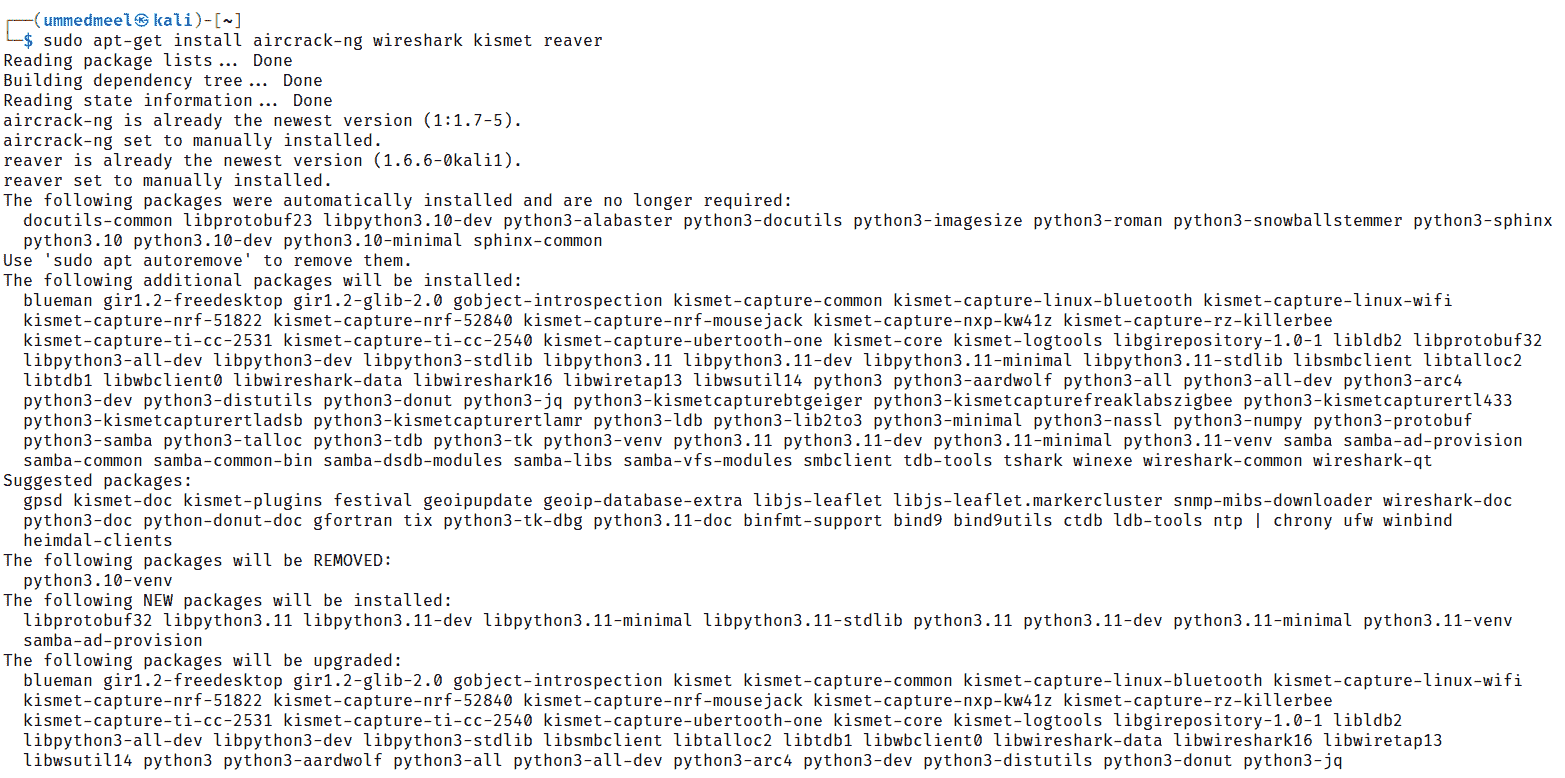 ┌──(ummedmeel㉿kali)-[~]
└─$ sudo apt-get install aircrack-ng wireshark kismet reaver
Reading package lists... Done
Building dependency tree... Done
Reading state information... Done
aircrack-ng is already the newest version (1:1.7-5).
aircrack-ng set to manually installed.
reaver is already the newest version (1.6.6-0kali1).
reaver set to manually installed.
The following packages were automatically installed and are no longer required:
docutils-common libprotobuf23 libpython3.10-dev python3-alabaster python3-docutils python3-imagesize python3-roman python3-snowballstemmer python3-sphinx
python3.10 python3.10-dev python3.10-minimal sphinx-common
Use 'sudo apt autoremove' to remove them.
The following additional packages will be installed:
blueman gir1.2-freedesktop gir1.2-glib-2.0 gobject-introspection kismet-capture-common kismet-capture-linux-bluetooth kismet-capture-linux-wifi
kismet-capture-nrf-51822 kismet-capture-nrf-52840 kismet-capture-nrf-mousejack kismet-capture-nxp-kw41z kismet-capture-rz-killerbee
kismet-capture-ti-cc-2531 kismet-capture-ti-cc-2540 kismet-capture-ubertooth-one kismet-core kismet-logtools libgirepository-1.0-1 libldb2 libprotobuf32
libpython3-all-dev libpython3-dev libpython3-stdlib libpython3.11 libpython3.11-dev libpython3.11-minimal libpython3.11-stdlib libsmbclient libtalloc2
libtdb1 libwbclient0 libwireshark-data libwireshark16 libwiretap13 libwsutil14 python3 python3-aardwolf python3-all python3-all-dev python3-arc4
python3-dev python3-distutils python3-donut python3-jq python3-kismetcapturebtgeiger python3-kismetcapturefreaklabszigbee python3-kismetcapturertl433
python3-kismetcapturertladsb python3-kismetcapturertlamr python3-ldb python3-lib2to3 python3-minimal python3-nassl python3-numpy python3-protobuf
python3-samba python3-talloc python3-tdb python3-tk python3-venv python3.11 python3.11-dev python3.11-minimal python3.11-venv samba samba-ad-provision
samba-common samba-common-bin samba-dsdb-modules samba-libs samba-vfs-modules smbclient tdb-tools tshark winexe wireshark-common wireshark-qt
Suggested packages:
gpsd kismet-doc kismet-plugins festival geoipupdate geoip-database-extra libjs-leaflet libjs-leaflet.markercluster snmp-mibs-downloader wireshark-doc
python3-doc python-donut-doc gfortran tix python3-tk-dbg python3.11-doc binfmt-support bind9 bind9utils ctdb ldb-tools ntp | chrony ufw winbind
heimdal-clients
The following packages will be REMOVED:
python3.10-venv
The following NEW packages will be installed:
libprotobuf32 libpython3.11 libpython3.11-dev libpython3.11-minimal libpython3.11-stdlib python3.11 python3.11-dev python3.11-minimal python3.11-venv
samba-ad-provision
The following packages will be upgraded:
blueman gir1.2-freedesktop gir1.2-glib-2.0 gobject-introspection kismet kismet-capture-common kismet-capture-linux-bluetooth kismet-capture-linux-wifi
kismet-capture-nrf-51822 kismet-capture-nrf-52840 kismet-capture-nrf-mousejack kismet-capture-nxp-kw41z kismet-capture-rz-killerbee
kismet-capture-ti-cc-2531 kismet-capture-ti-cc-2540 kismet-capture-ubertooth-one kismet-core kismet-logtools libgirepository-1.0-1 libldb2
libpython3-all-dev libpython3-dev libpython3-stdlib libsmbclient libtalloc2 libtdb1 libwbclient0 libwireshark-data libwireshark16 libwiretap13
libwsutil14 python3 python3-aardwolf python3-all python3-all-dev python3-arc4 python3-dev python3-distutils python3-donut python3-jq